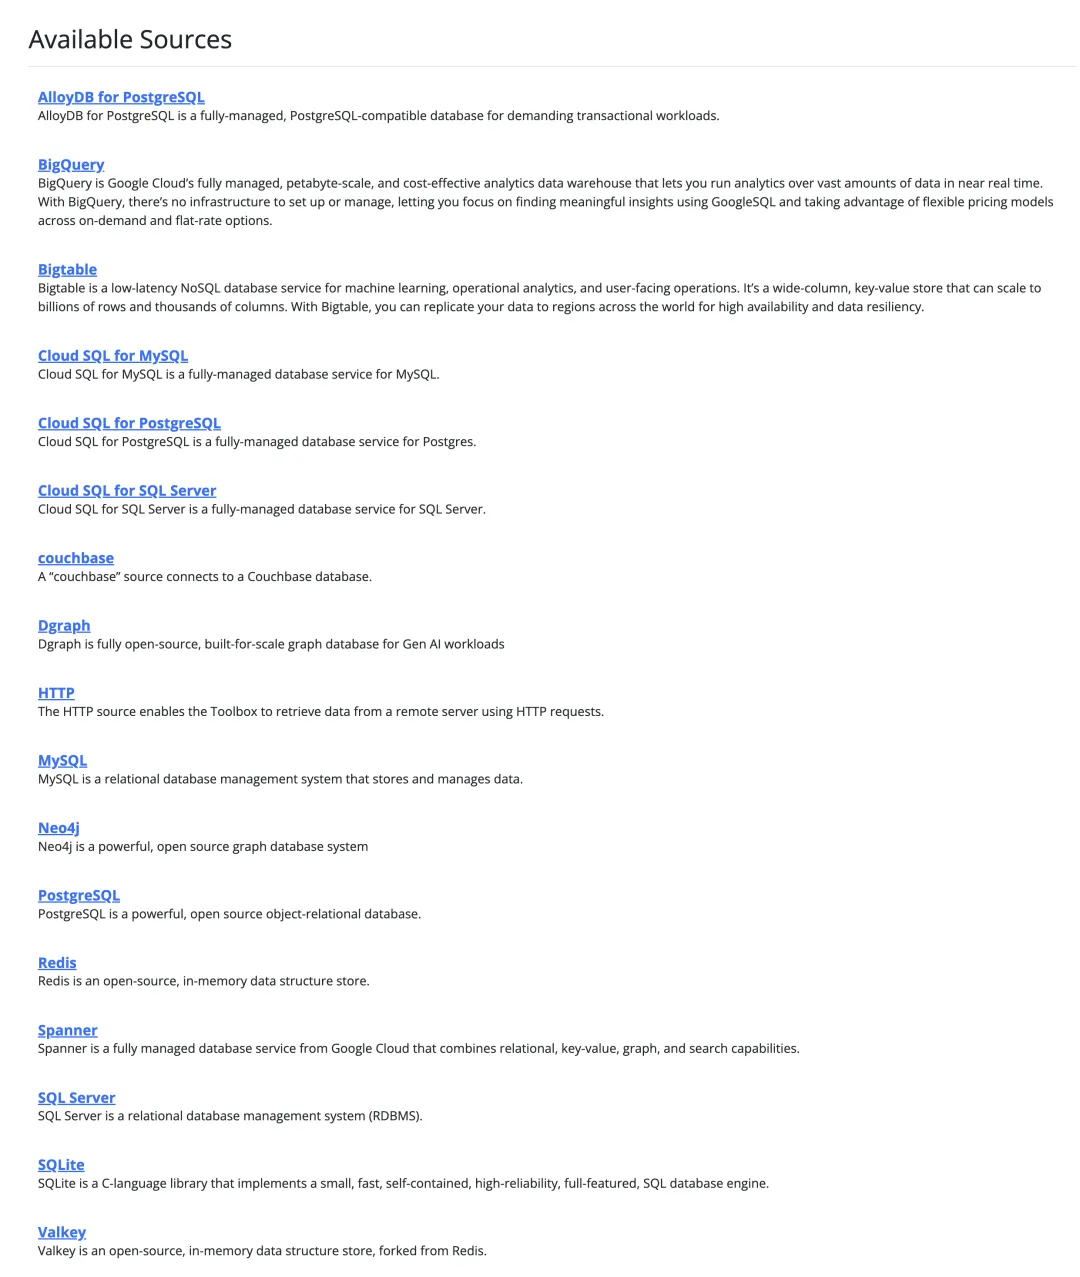 Available Sources
AlloyDB for PostgreSQL
AlloyDB for PostgreSQL is a fully-managed, PostgreSQL-compatible database for demanding transactional workloads.
BigQuery
BigQuery is Google Cloud’s fully managed, petabyte-scale, and cost-effective analytics data warehouse that lets you run analytics over vast amounts of data in near real time.
With BigQuery, there’s no infrastructure to set up or manage, letting you focus on finding meaningful insights using GoogleSQL and taking advantage of flexible pricing models
across on-demand and flat-rate options.
Bigtable
Bigtable is a low-latency NoSQL database service for machine learning, operational analytics, and user-facing operations. It’s a wide-column, key-value store that can scale to
billions of rows and thousands of columns. With Bigtable, you can replicate your data to regions across the world for high availability and data resiliency.
Cloud SQL for MySQL
Cloud SQL for MySQL is a fully-managed database service for MySQL.
Cloud SQL for PostgreSQL
Cloud SQL for PostgreSQL is a fully-managed database service for Postgres.
Cloud SQL for SQL Server
Cloud SQL for SQL Server is a fully-managed database service for SQL Server.
couchbase
A “couchbase” source connects to a Couchbase database.
Dgraph
Dgraph is fully open-source, built-for-scale graph database for Gen AI workloads
HTTP
The HTTP source enables the Toolbox to retrieve data from a remote server using HTTP requests.
MySQL
MySQL is a relational database management system that stores and manages data.
Neo4j
Neo4j is a powerful, open source graph database system
PostgreSQL
PostgreSQL is a powerful, open source object-relational database.
Redis
Redis is an open-source, in-memory data structure store.
Spanner
Spanner is a fully managed database service from Google Cloud that combines relational, key-value, graph, and search capabilities.
SQL Server
SQL Server is a relational database management system (RDBMS).
SQLite
SQLite is a C-language library that implements a small, fast, self-contained, high-reliability, full-featured, SQL database engine.
Valkey
Valkey is an open-source, in-memory data structure store, forked from Redis.